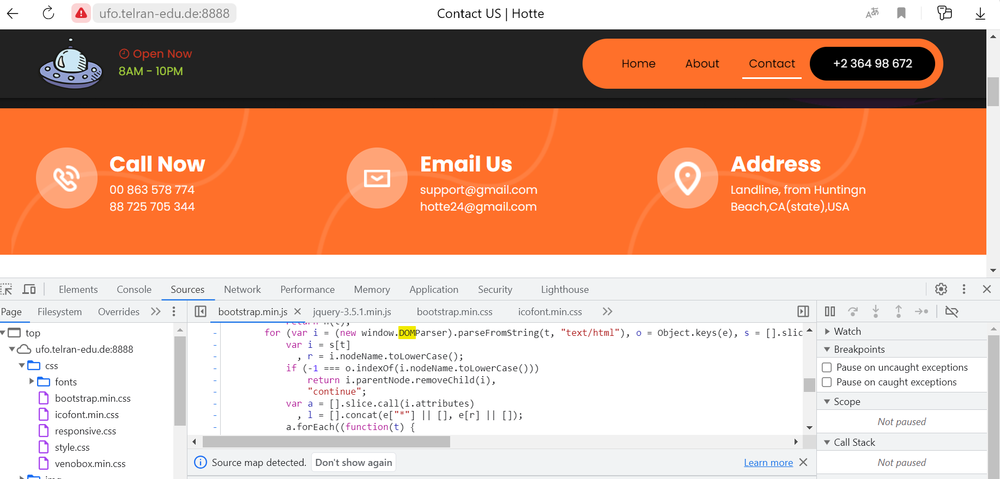 ufo.telran-edu.de:8888
Contact US | Hotte
Open Now
8AM - 10PM
Home About Contact +2 364 98 672
Call Now
00 863 578 774
88 725 705 344
Email Us
support@gmail.com
hotte24@gmail.com
Address
Landline, from Huntingn
Beach,CA(state),USA
Elements Console Sources Network Performance Memory Application Security Lighthouse
Page Filesystem Overrides
bootstrap.min.js jquery-3.5.1.min.js bootstrap.min.css icofont.min.css
top
ufo.telran-edu.de:8888
css
fonts
bootstrap.min.css
icofont.min.css
responsive.css
style.css
venobox.min.css
for (var i = (new window.DOMParser).parseFromString(t, "text/html"), o = Object.keys(e), s = [].slic
var i = s[t]
, r = i.nodeName.toLowerCase();
if (-1 === o.indexOf(i.nodeName.toLowerCase()))
return i.parentNode.removeChild(i),
"continue";
var a = [].slice.call(i.attributes)
, l = [].concat(e["*"] || [], e[r] || []);
a.forEach((function(t) {
Source map detected. Don't show again Learn more
Watch
Breakpoints
Pause on uncaught exceptions
Pause on caught exceptions
Scope
Not paused
Call Stack
Not paused